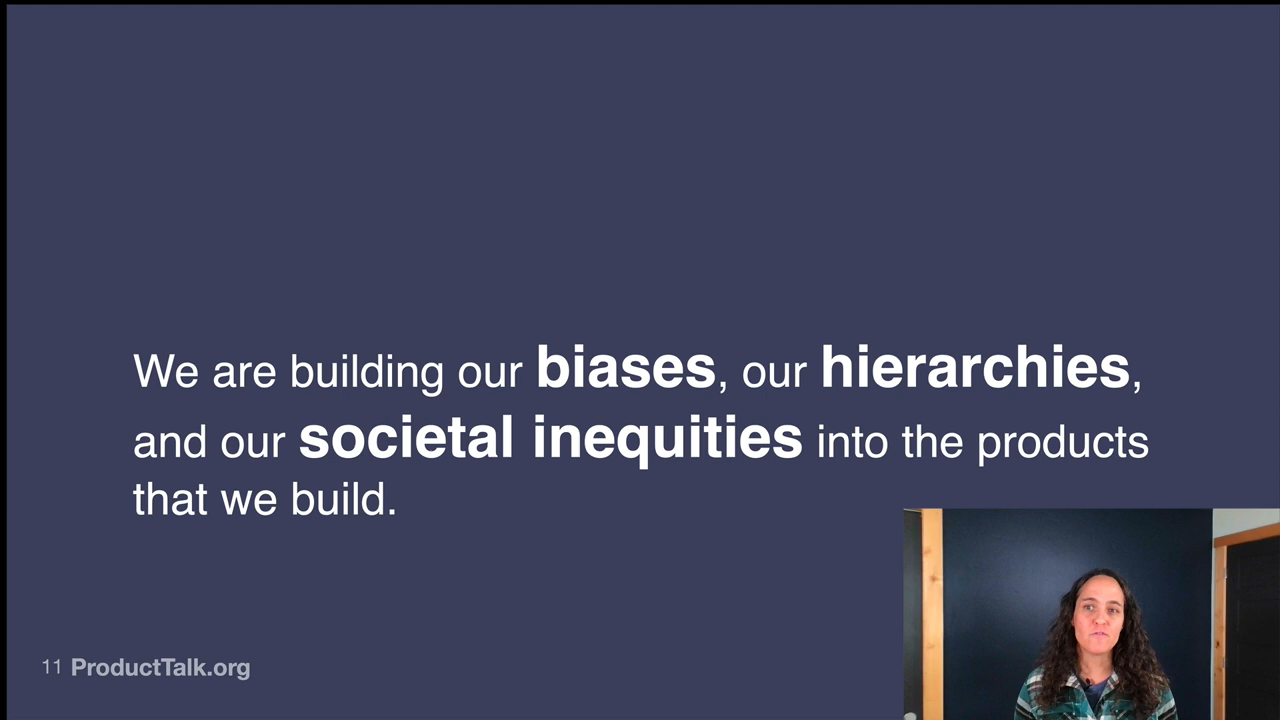 We are building our biases, our hierarchies,
and our societal inequities into the products
that we build.
11 ProductTalk.org